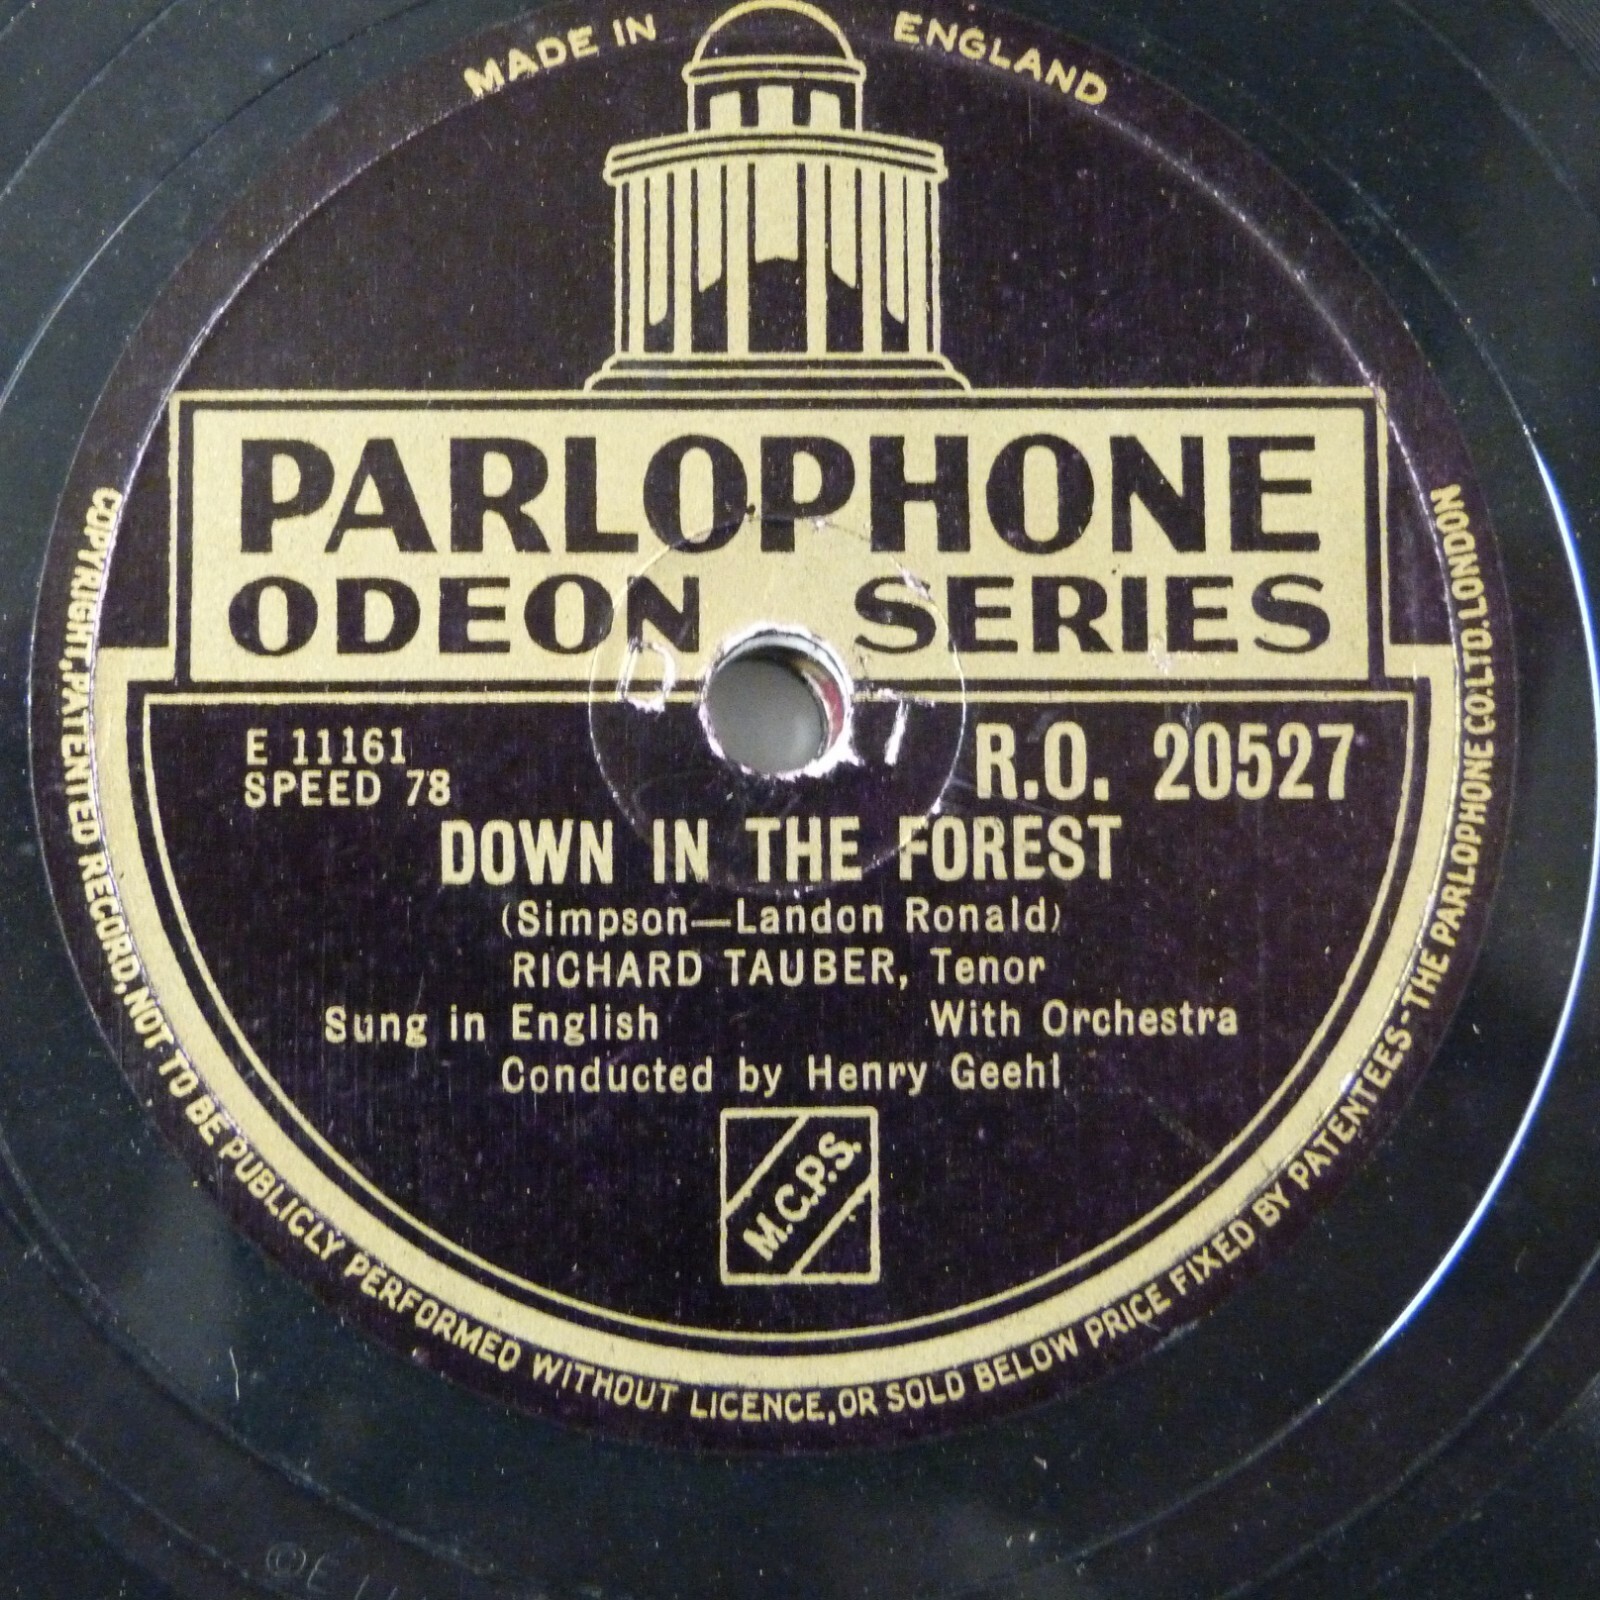 MADE IN ENGLAND
PARLOPHONE
ODEON SERIES
E 11161
SPEED 78
R.O. 20527
DOWN IN THE FOREST
(Simpson—Landon Ronald)
RICHARD TAUBER, Tenor
Sung in English With Orchestra
Conducted by Henry Geehl
M.C.P.S.
COPYRIGHT, PATENTED RECORD, NOT TO BE PUBLICLY PERFORMED WITHOUT LICENCE, OR SOLD BELOW PRICE FIXED BY PATENTEES - THE PARLOPHONE CO. LTD. LONDON